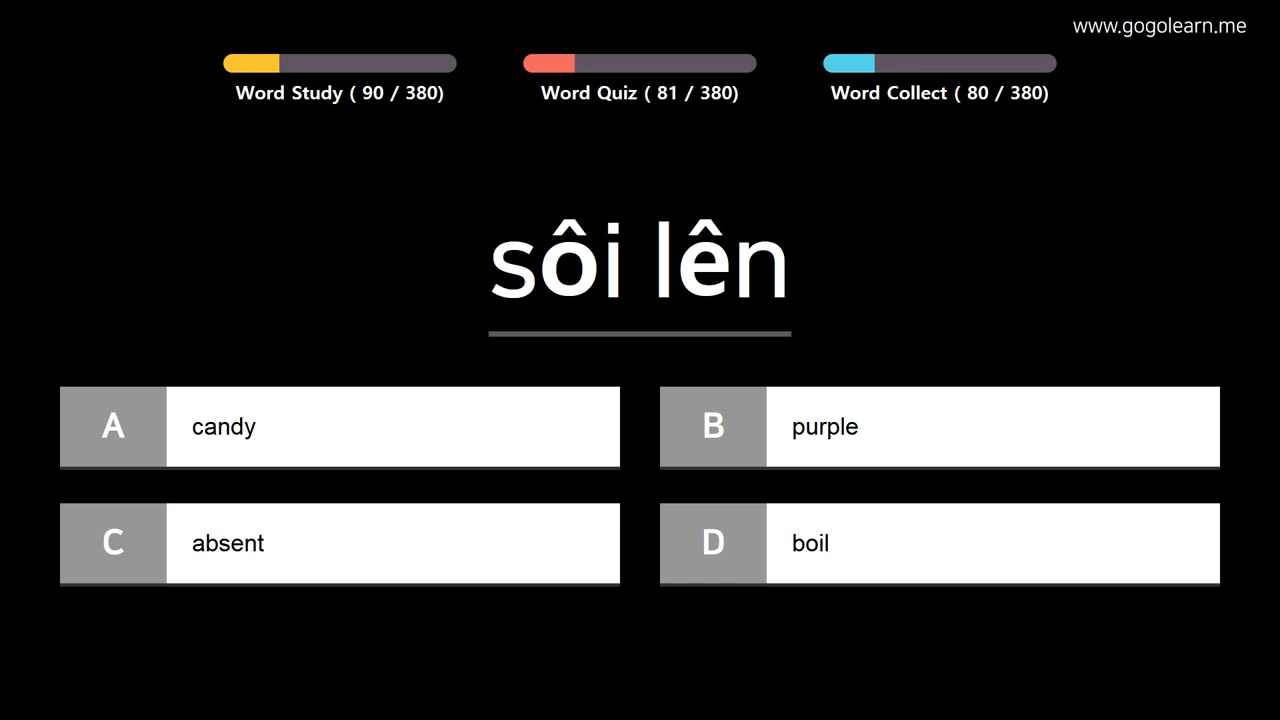 www.gogolearn.me
Word Study ( 90 / 380)
Word Quiz ( 81 / 380)
Word Collect ( 80 / 380)
sôi lên
A candy
B purple
C absent
D boil